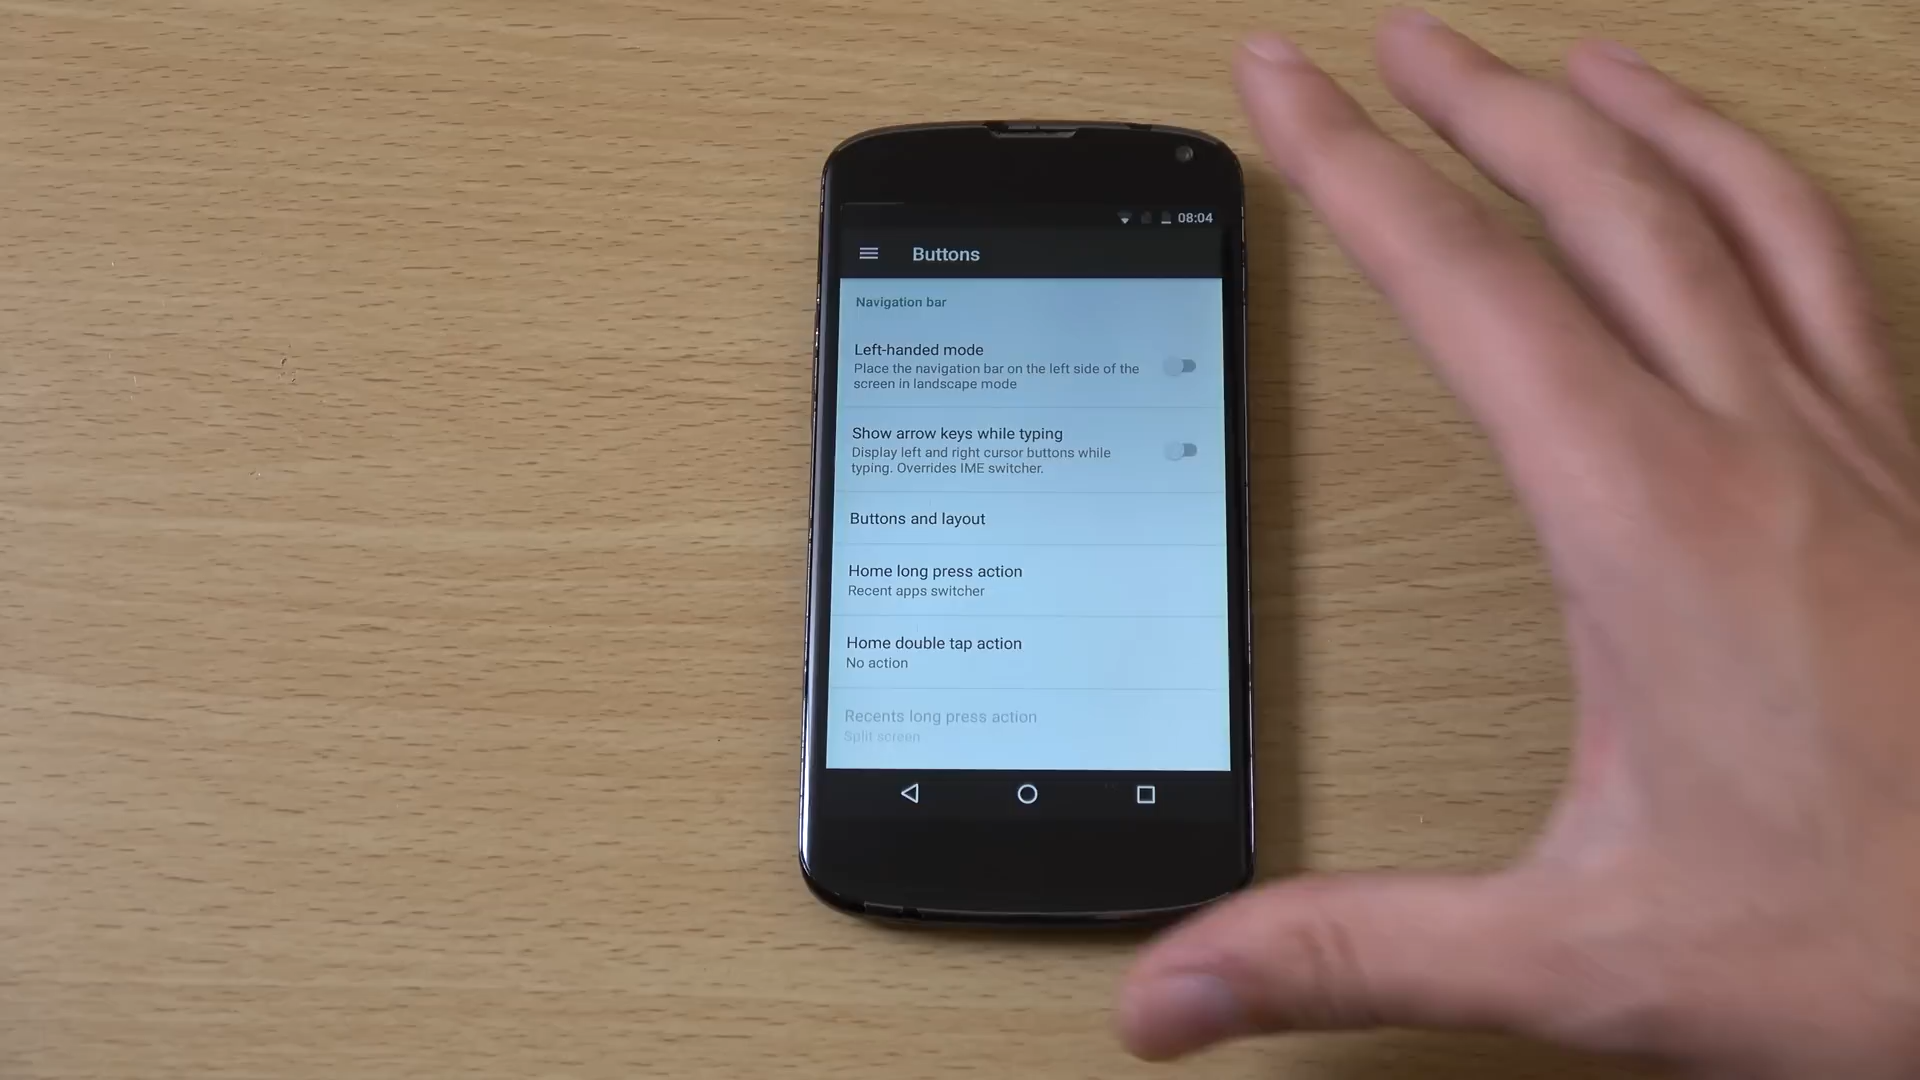 08:04
Buttons
Navigation bar
Left-handed mode
Place the navigation bar on the left side of the
screen in landscape mode
Show arrow keys while typing
Display left and right cursor buttons while
typing. Overrides IME switcher.
Buttons and layout
Home long press action
Recent apps switcher
Home double tap action
No action
Recents long press action
Split screen